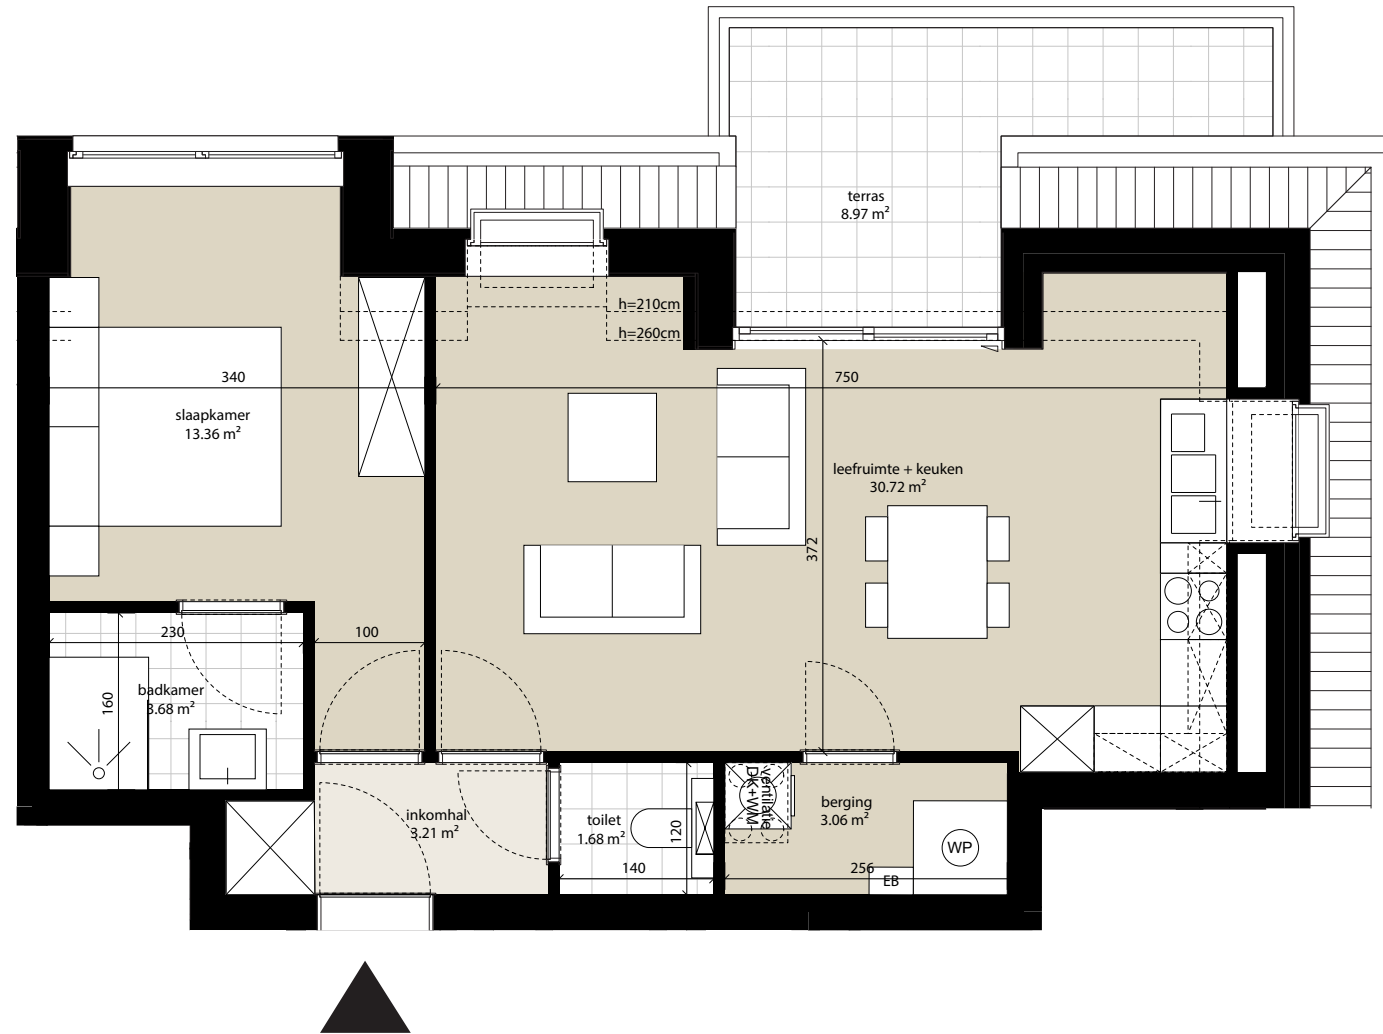 terras
8.97 m²
h=210cm
h=260cm
340
750
slaapkamer
13.36 m²
leefruimte + keuken
30.72 m²
372
230
100
badkamer
3.68 m²
160
inkomhal
3.21 m²
toilet
1.68 m²
120
140
ventilatie
DK+WM
berging
3.06 m²
WP
256
EB